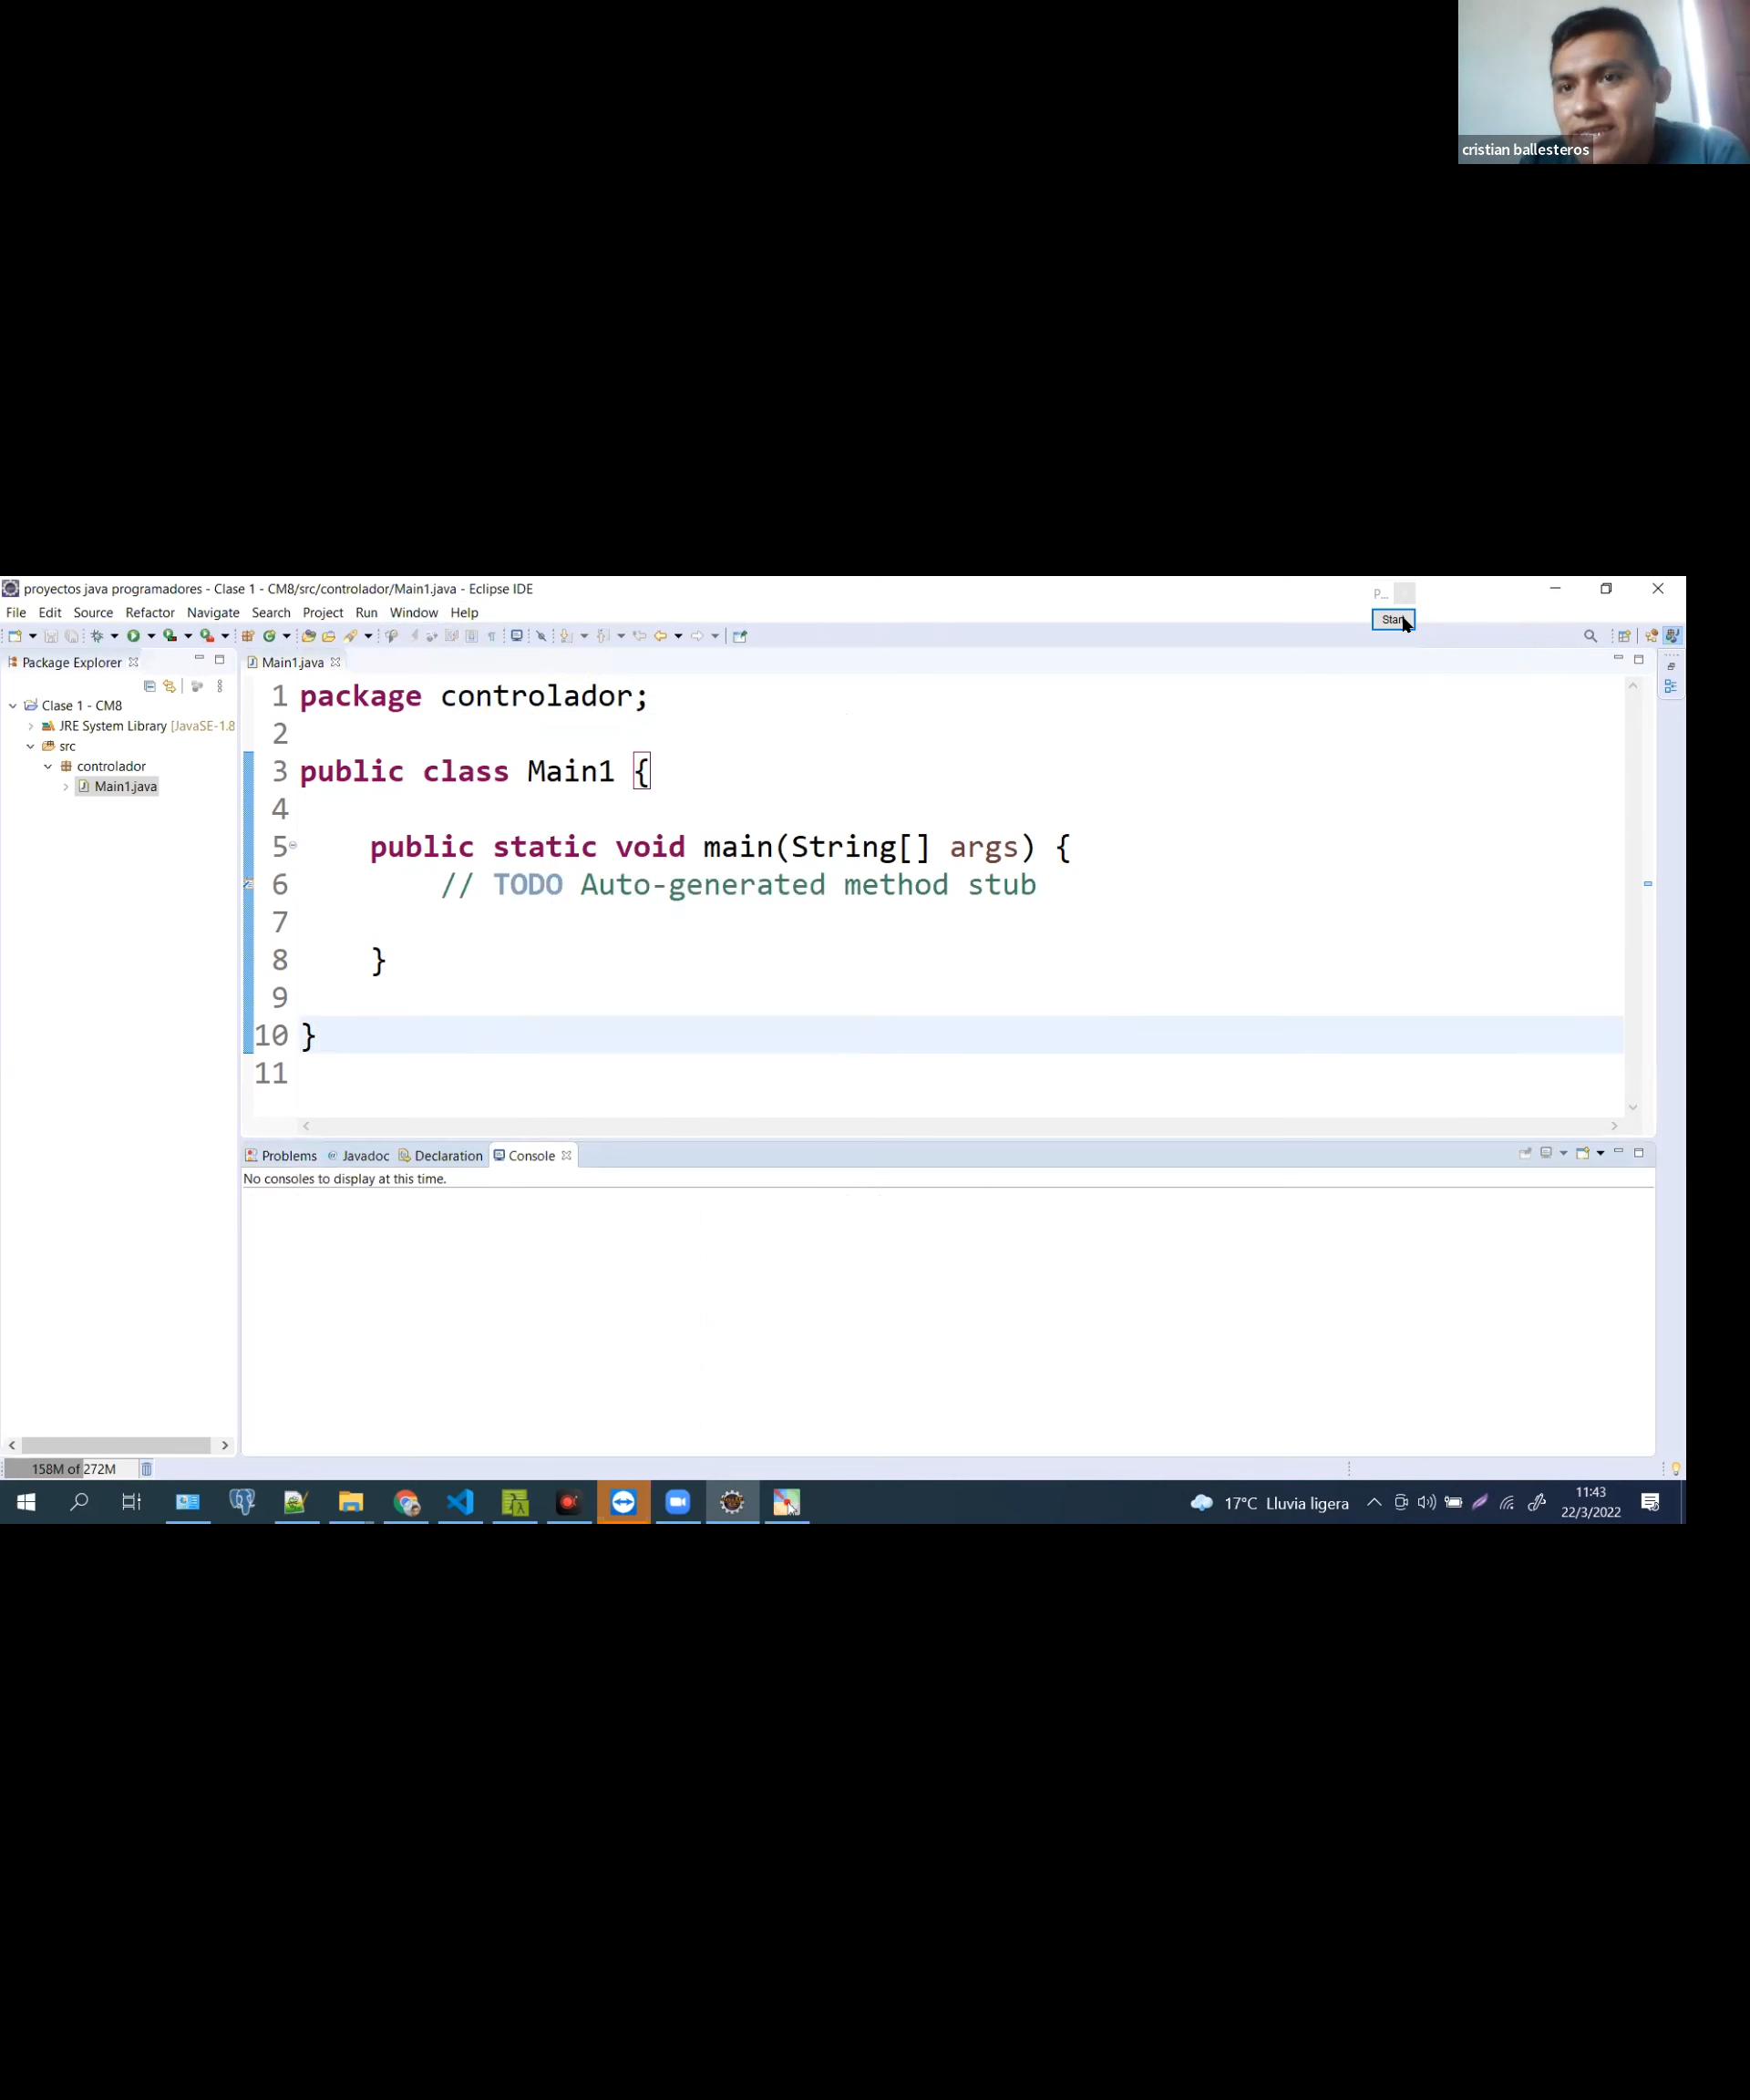 cristian ballesteros
proyectos java programadores - Clase 1 - CM8/src/controlador/Main1.java - Eclipse IDE
P...
File Edit Source Refactor Navigate Search Project Run Window Help
Start
Package Explorer
Main1.java
Clase 1 - CM8
JRE System Library [JavaSE-1.8
src
controlador
Main1.java
1 package controlador;
2
3 public class Main1 {
4
5 public static void main(String[] args) {
6 // TODO Auto-generated method stub
7
8 }
9
10 }
11
Problems Javadoc Declaration Console
No consoles to display at this time.
158M of 272M
17°C Lluvia ligera
11:43
22/3/2022